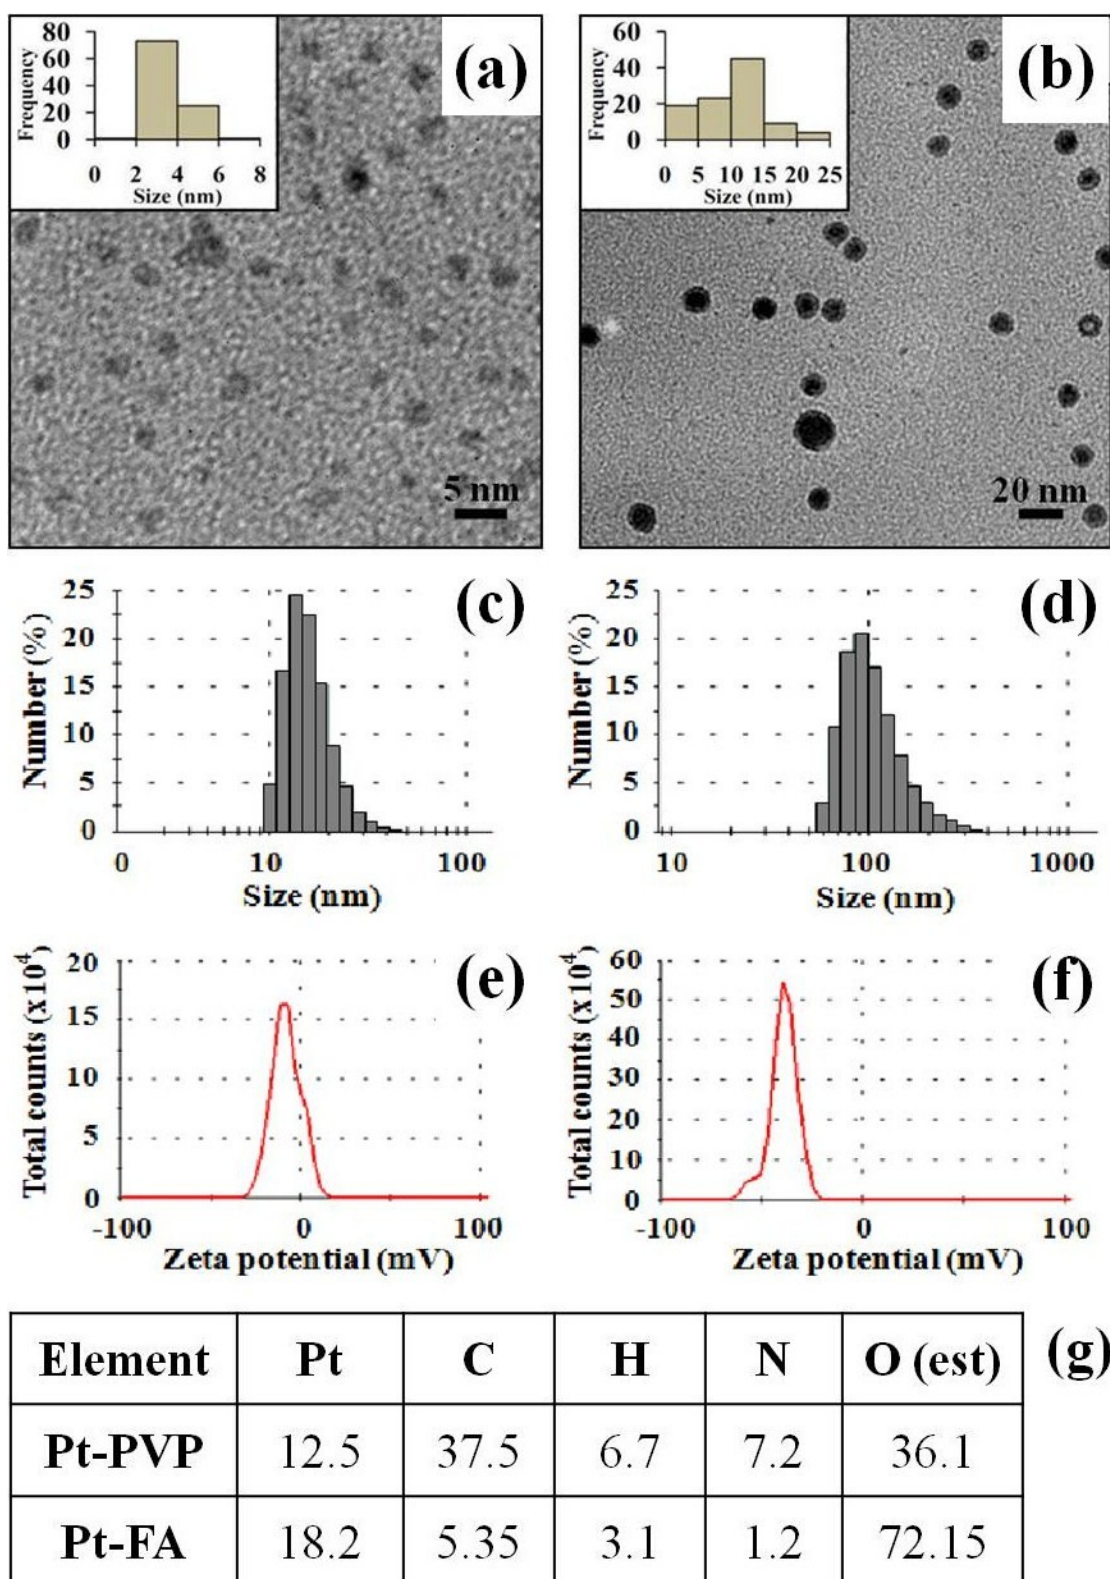 (a)
Frequency
80
60
40
20
0
0 2 4 6 8
Size (nm)
5 nm
(b)
Frequency
60
40
20
0
0 5 10 15 20 25
Size (nm)
20 nm
(c)
Number (%)
25
20
15
10
5
0
0 10 100
Size (nm)
(d)
Number (%)
25
20
15
10
5
0
10 100 1000
Size (nm)
(e)
Total counts (x10⁴)
20
15
10
5
0
-100 0 100
Zeta potential (mV)
(f)
Total counts (x10⁴)
60
50
40
30
20
10
0
-100 0 100
Zeta potential (mV)
(g)
Element Pt C H N O (est)
Pt-PVP 12.5 37.5 6.7 7.2 36.1
Pt-FA 18.2 5.35 3.1 1.2 72.15